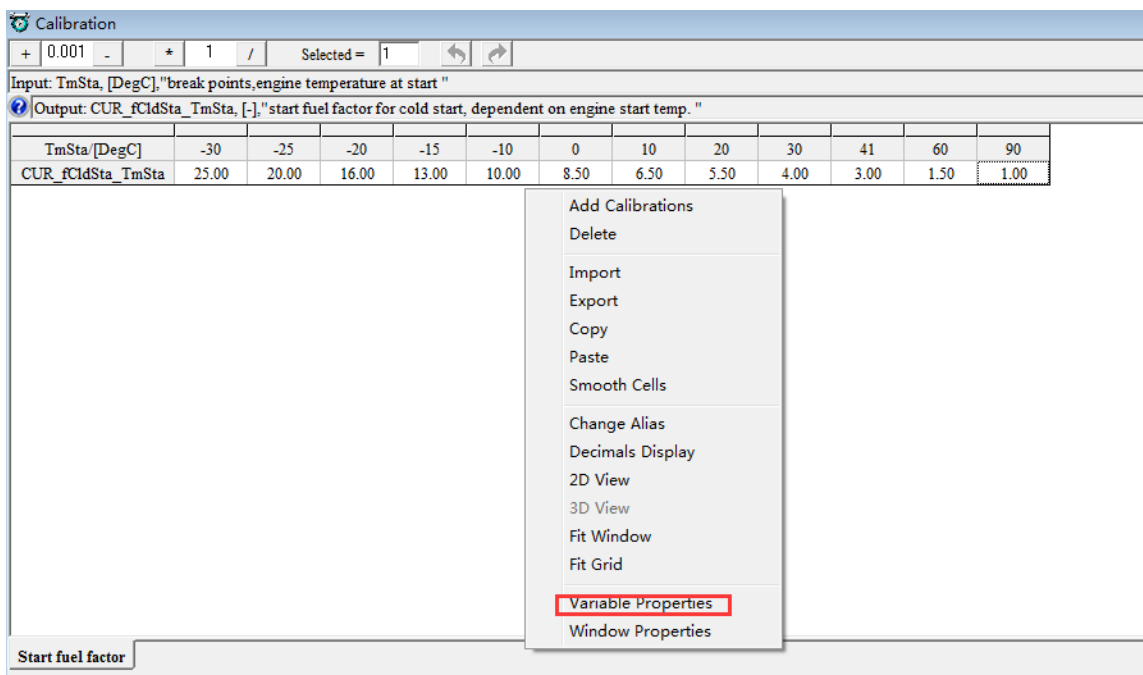 Calibration
+ 0.001 - * 1 / Selected = 1
Input: TmSta, [DegC],"break points,engine temperature at start "
Output: CUR_fCldSta_TmSta, [-],"start fuel factor for cold start, dependent on engine start temp. "
TmSta/[DegC] -30 -25 -20 -15 -10 0 10 20 30 41 60 90
CUR_fCldSta_TmSta 25.00 20.00 16.00 13.00 10.00 8.50 6.50 5.50 4.00 3.00 1.50 1.00
Add Calibrations
Delete
Import
Export
Copy
Paste
Smooth Cells
Change Alias
Decimals Display
2D View
3D View
Fit Window
Fit Grid
Variable Properties
Window Properties
Start fuel factor